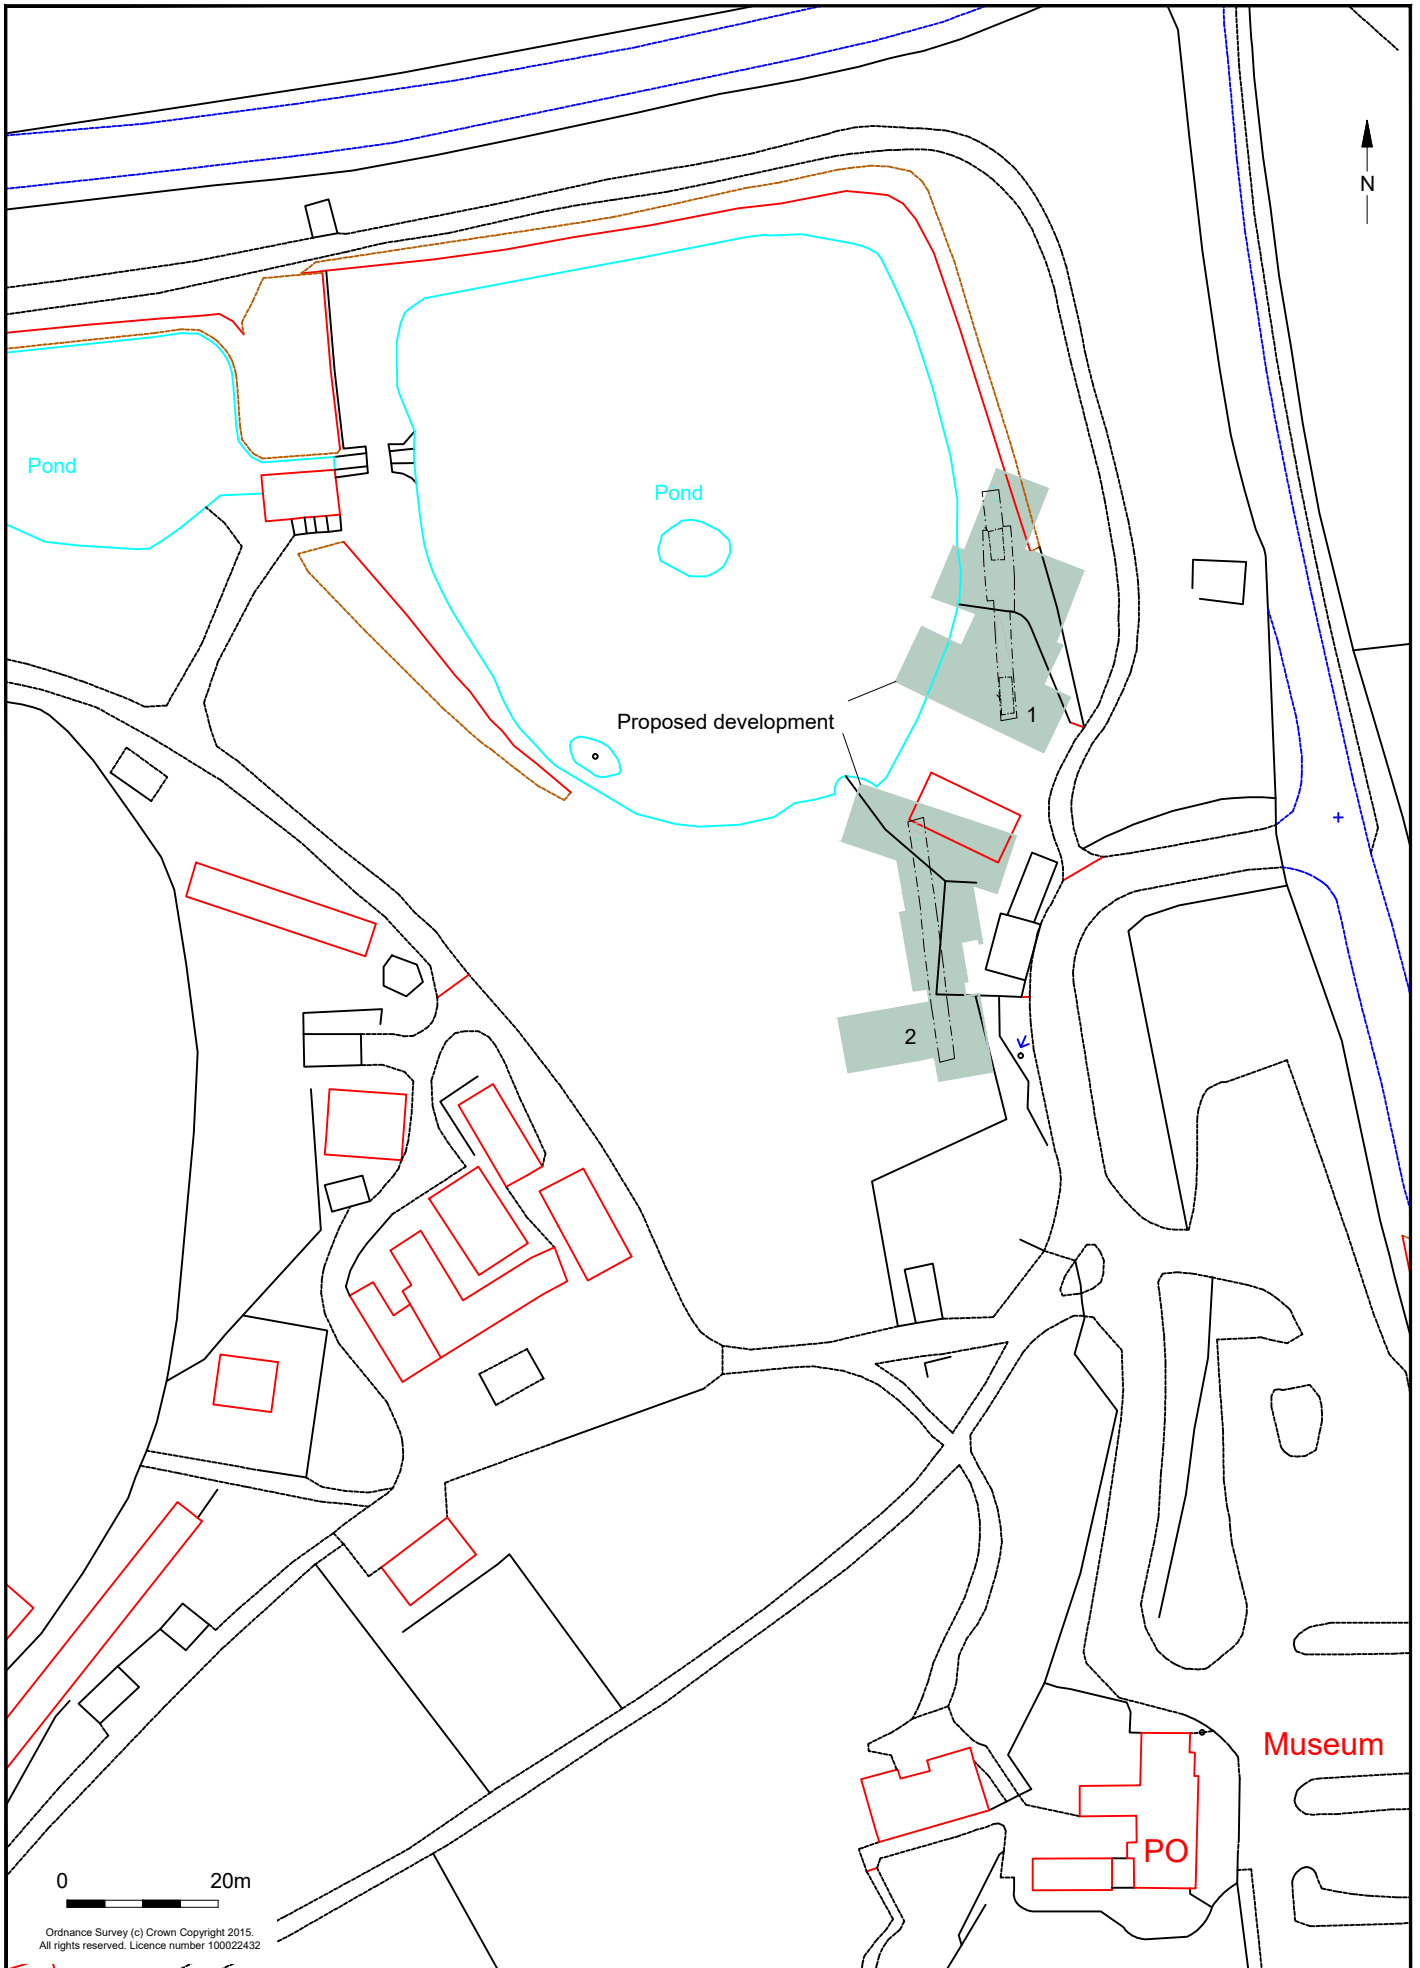 N
Pond
Pond
Proposed development
1
2
Museum
PO
0 20m
Ordnance Survey (c) Crown Copyright 2015.
All rights reserved. Licence number 100022432